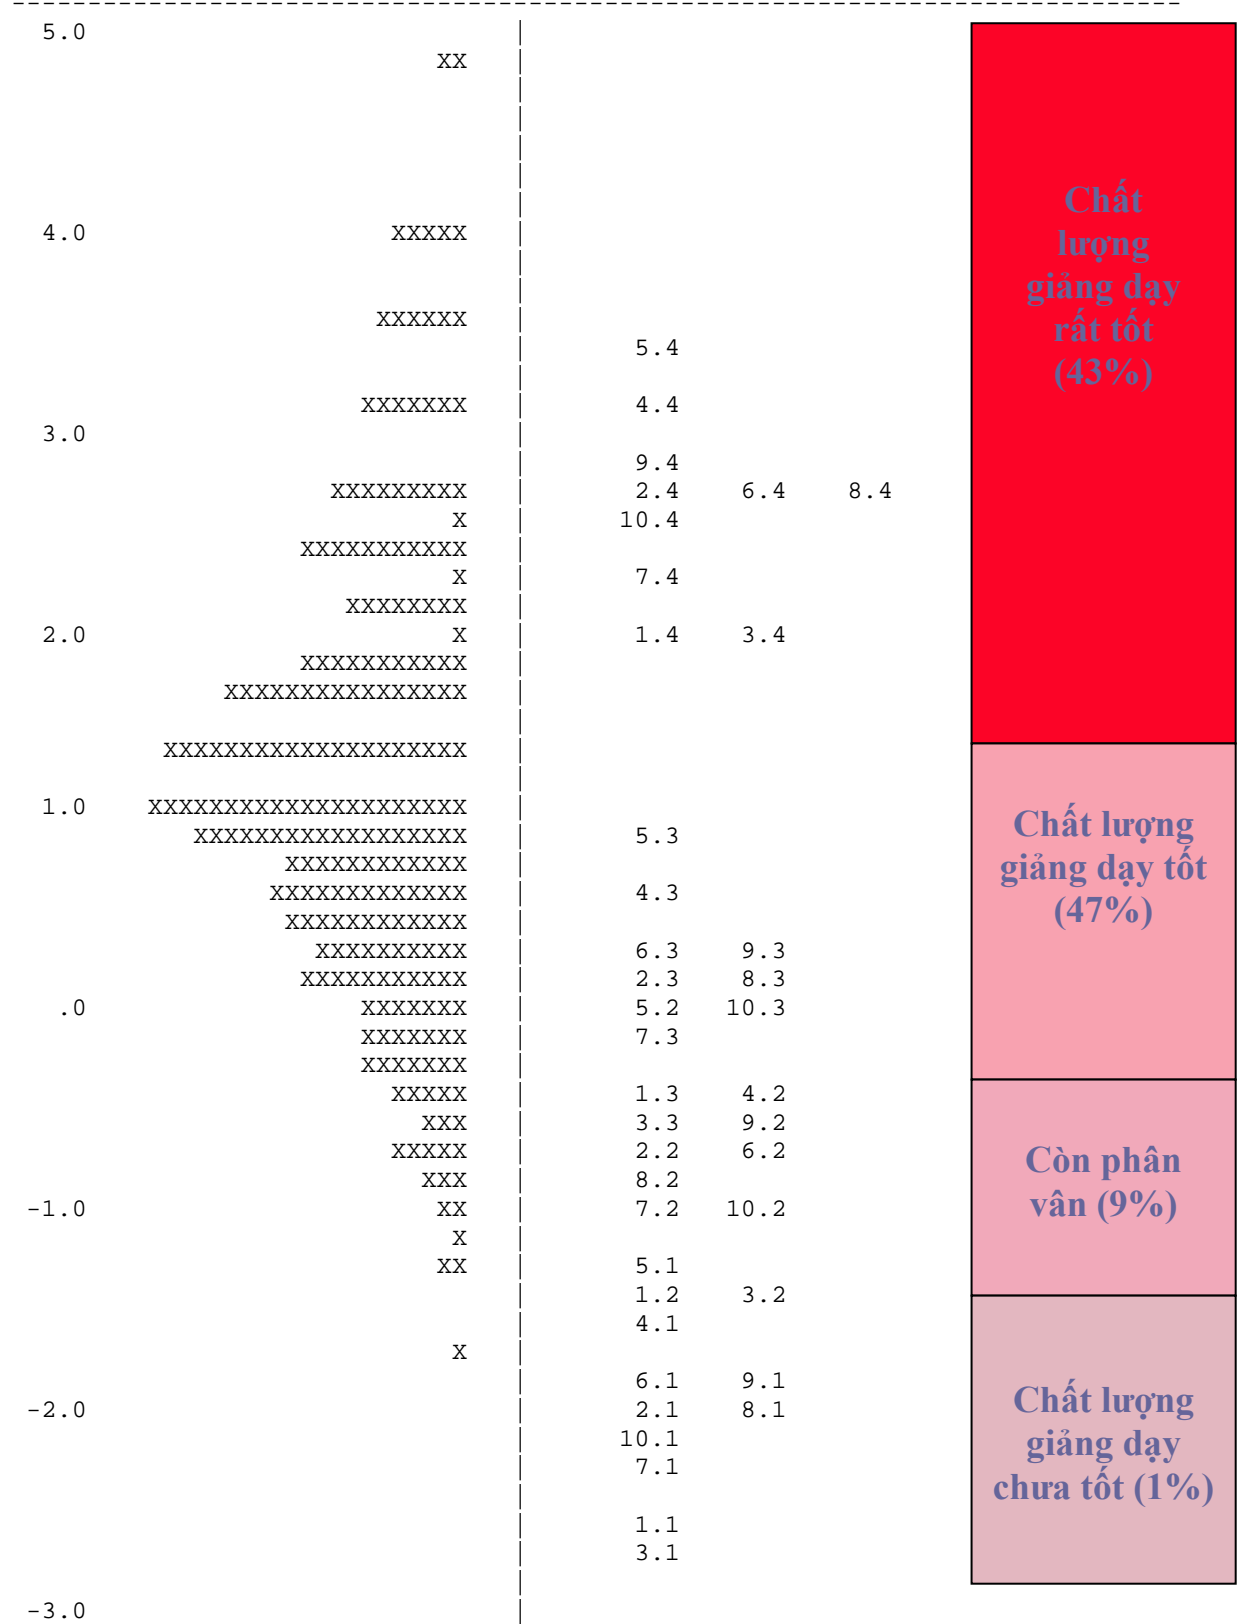 5.0
XX
4.0 XXXXX
XXXXXX
5.4
XXXXXXX 4.4
3.0
9.4
XXXXXXXXX 2.4 6.4 8.4
X 10.4
XXXXXXXXXXX
X 7.4
XXXXXXXX
2.0 X 1.4 3.4
XXXXXXXXXXX
XXXXXXXXXXXXXXXX
XXXXXXXXXXXXXXXXXXXX
1.0 XXXXXXXXXXXXXXXXXXXXX
XXXXXXXXXXXXXXXXXX 5.3
XXXXXXXXXXXX
XXXXXXXXXXXXX 4.3
XXXXXXXXXXXX
XXXXXXXXXX 6.3 9.3
XXXXXXXXXXX 2.3 8.3
.0 XXXXXXX 5.2 10.3
XXXXXXX 7.3
XXXXXXX
XXXXX 1.3 4.2
XXX 3.3 9.2
XXXXX 2.2 6.2
XXX 8.2
-1.0 XX 7.2 10.2
X
XX 5.1
1.2 3.2
4.1
X
6.1 9.1
-2.0 2.1 8.1
10.1
7.1
1.1
3.1
-3.0
Chất
lượng
giảng dạy
rất tốt
(43%)
Chất lượng
giảng dạy tốt
(47%)
Còn phân
vân (9%)
Chất lượng
giảng dạy
chưa tốt (1%)